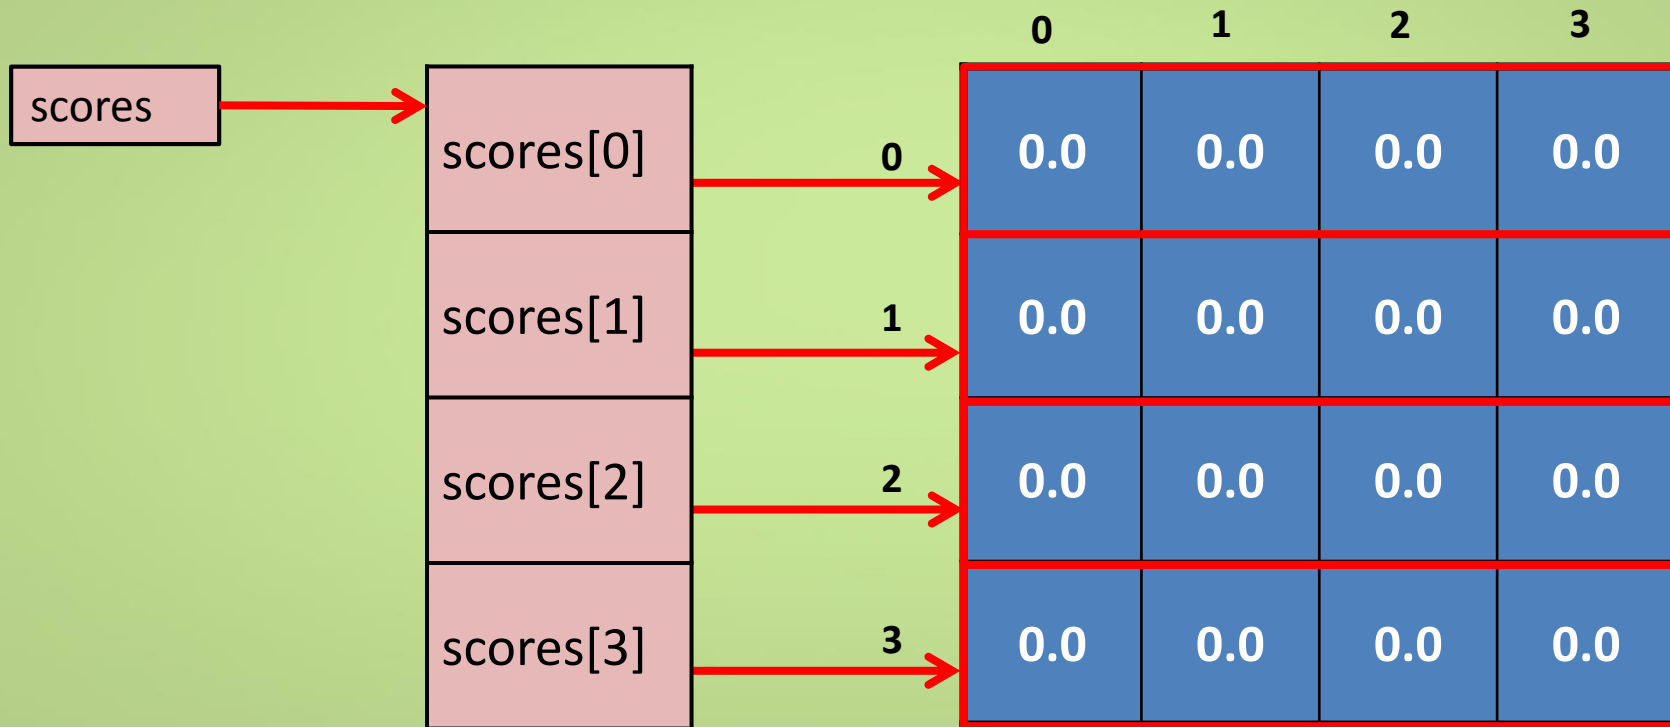 0 1 2 3
scores
scores[0] 0 0.0 0.0 0.0 0.0
scores[1] 1 0.0 0.0 0.0 0.0
scores[2] 2 0.0 0.0 0.0 0.0
scores[3] 3 0.0 0.0 0.0 0.0